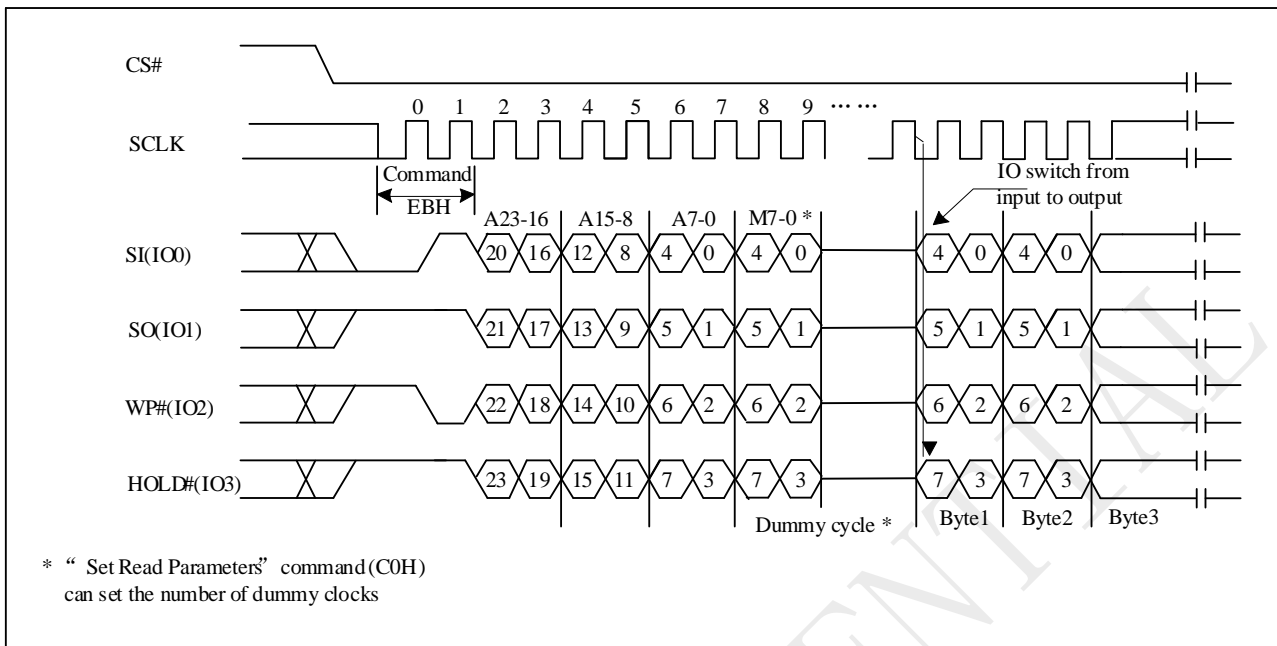 CS#
0 1 2 3 4 5 6 7 8 9 ... ...
SCLK
Command
EBH
IO switch from
input to output
A23-16 A15-8 A7-0 M7-0 *
SI(IO0) 20 16 12 8 4 0 4 0 4 0 4 0
SO(IO1) 21 17 13 9 5 1 5 1 5 1 5 1
WP#(IO2) 22 18 14 10 6 2 6 2 6 2 6 2
HOLD#(IO3) 23 19 15 11 7 3 7 3 7 3 7 3
Dummy cycle * Byte1 Byte2 Byte3
* “ Set Read Parameters” command (C0H)
can set the number of dummy clocks
ENTIAL